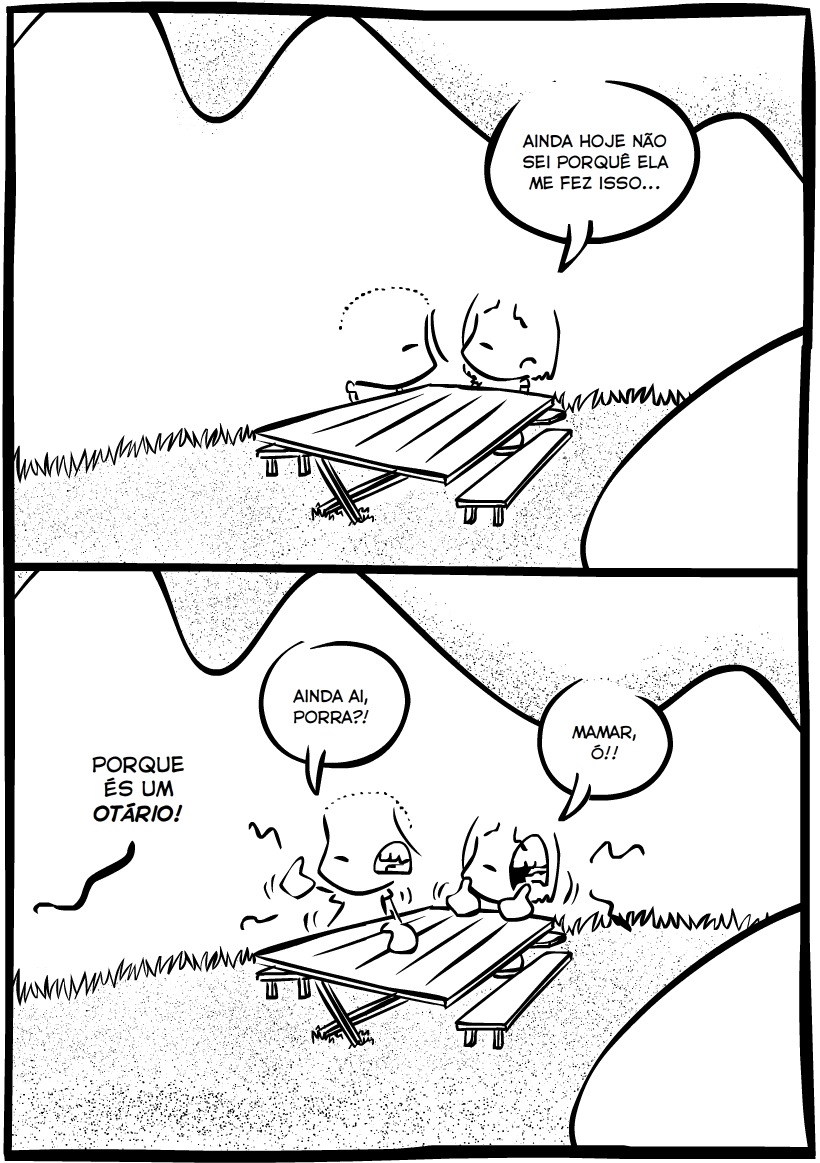 AINDA HOJE NÃO
SEI PORQUÊ ELA
ME FEZ ISSO...
PORQUE
ÉS UM
OTÁRIO!
AINDA AI,
PORRA?!
MAMAR,
Ó!!